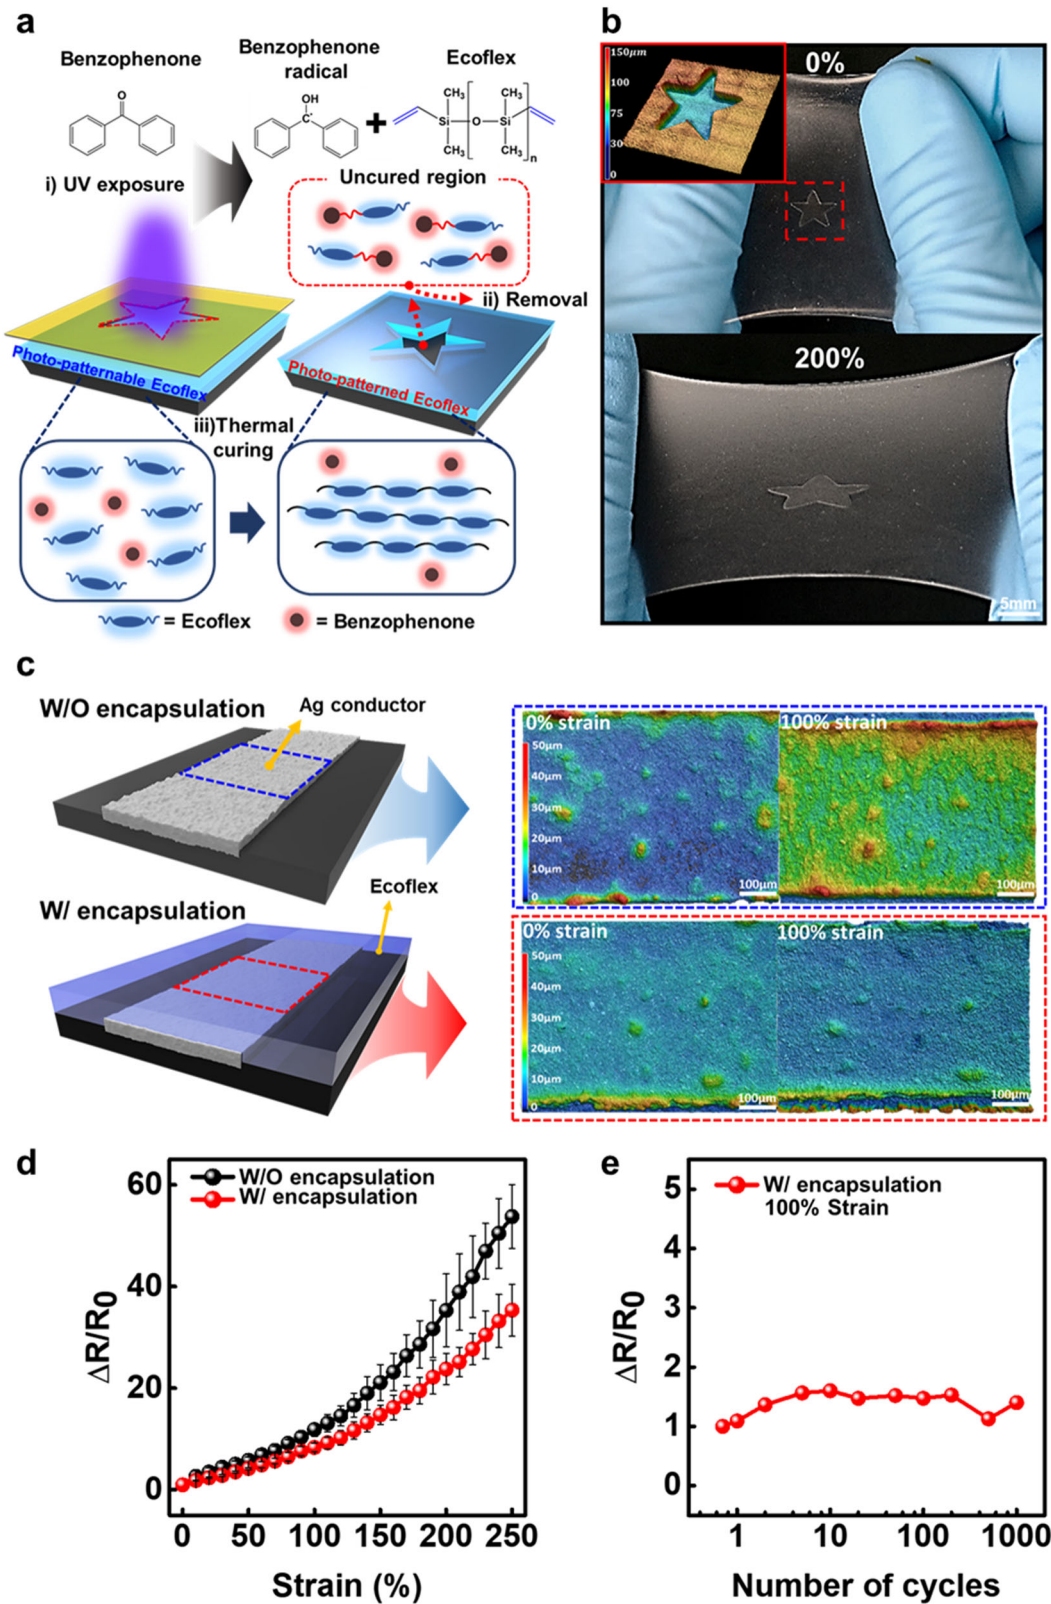 a
Benzophenone
Benzophenone
radical
Ecoflex
O
OH
C·
+
CH₃
CH₃
Si
O
Si
CH₃
CH₃
n
i) UV exposure
Uncured region
ii) Removal
Photo-patternable Ecoflex
Photo-patterned Ecoflex
iii)Thermal
curing
= Ecoflex
= Benzophenone
b
150μm
100
75
30
0
0%
200%
5mm
c
W/O encapsulation
Ag conductor
W/ encapsulation
Ecoflex
0% strain
100% strain
50μm
40μm
30μm
20μm
10μm
0
100μm
100μm
0% strain
100% strain
50μm
40μm
30μm
20μm
10μm
0
100μm
100μm
d
W/O encapsulation
W/ encapsulation
60
40
20
0
ΔR/R0
0 50 100 150 200 250
Strain (%)
e
W/ encapsulation
100% Strain
5
4
3
2
1
0
ΔR/R0
1 10 100 1000
Number of cycles